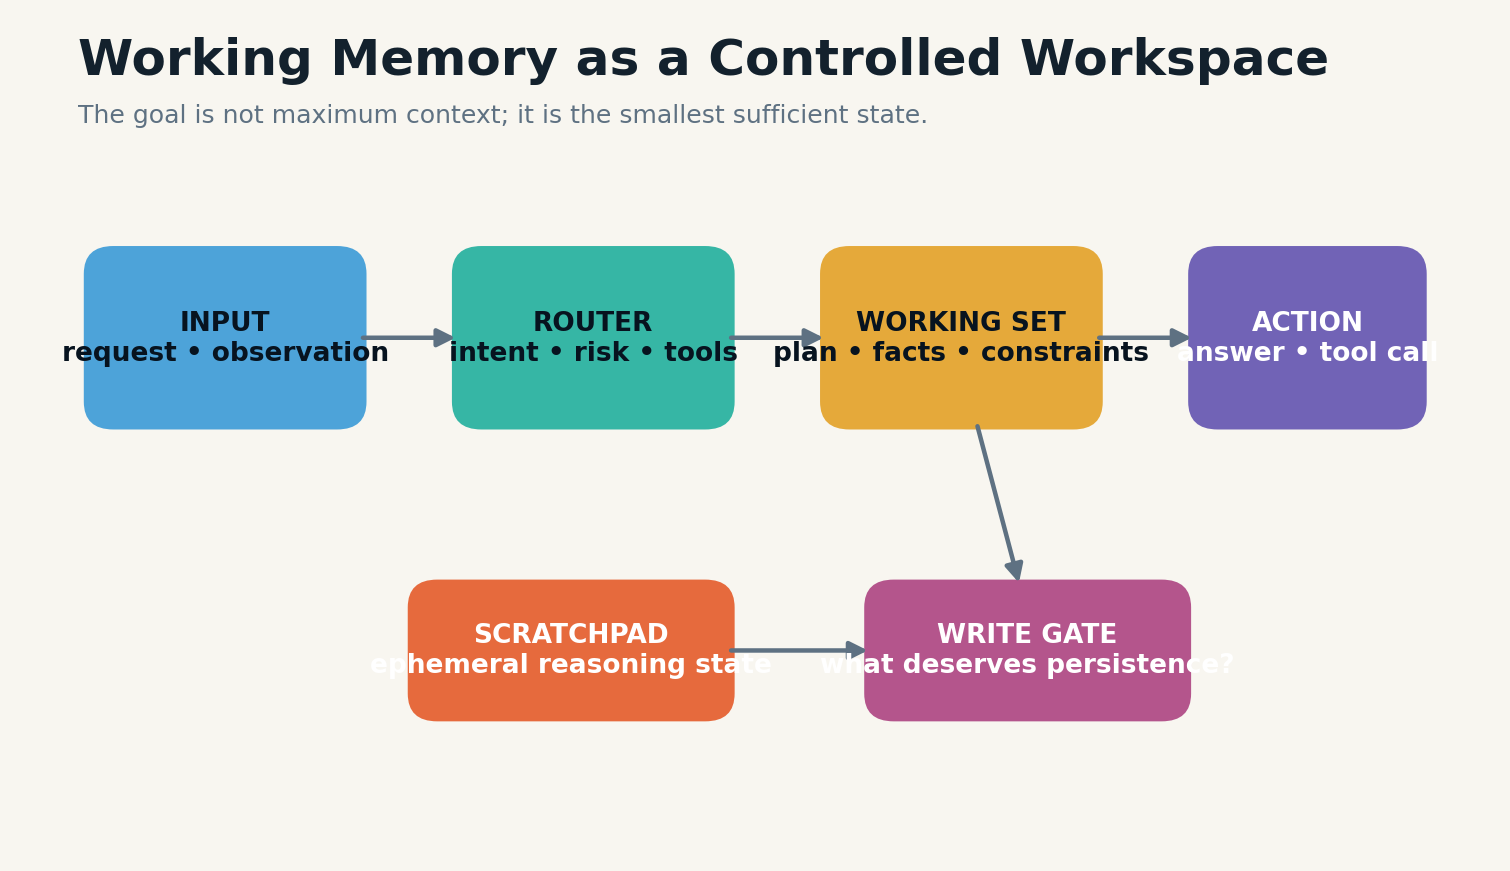 Working Memory as a Controlled Workspace
The goal is not maximum context; it is the smallest sufficient state.
INPUT
request • observation
ROUTER
intent • risk • tools
WORKING SET
plan • facts • constraints
ACTION
answer • tool call
SCRATCHPAD
ephemeral reasoning state
WRITE GATE
what deserves persistence?